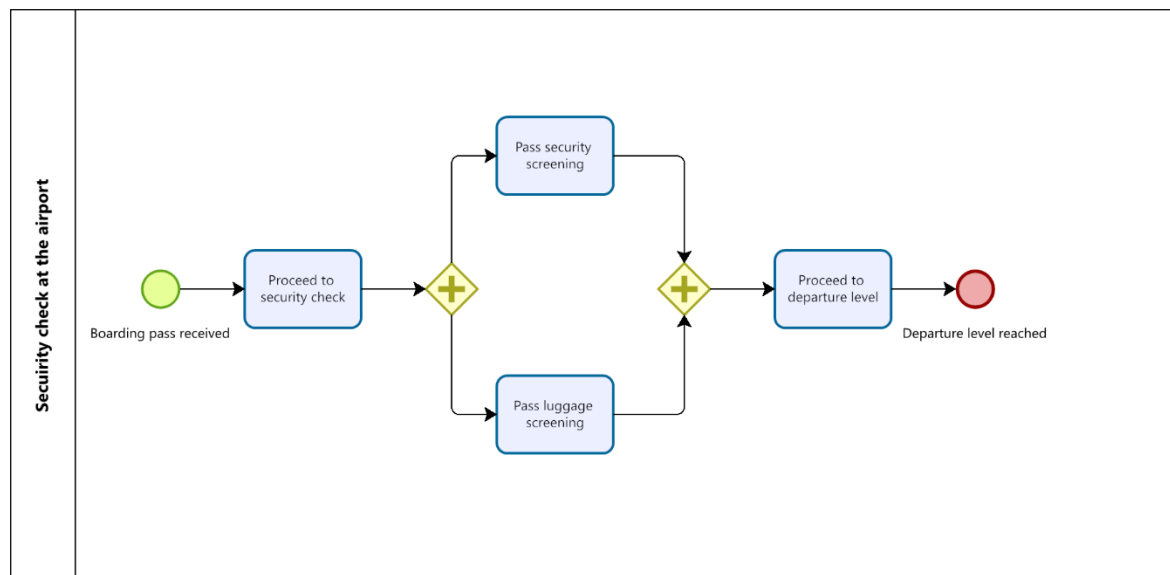 Secuirity check at the airport
Boarding pass received
Proceed to
security check
Pass security
screening
Pass luggage
screening
Proceed to
departure level
Departure level reached